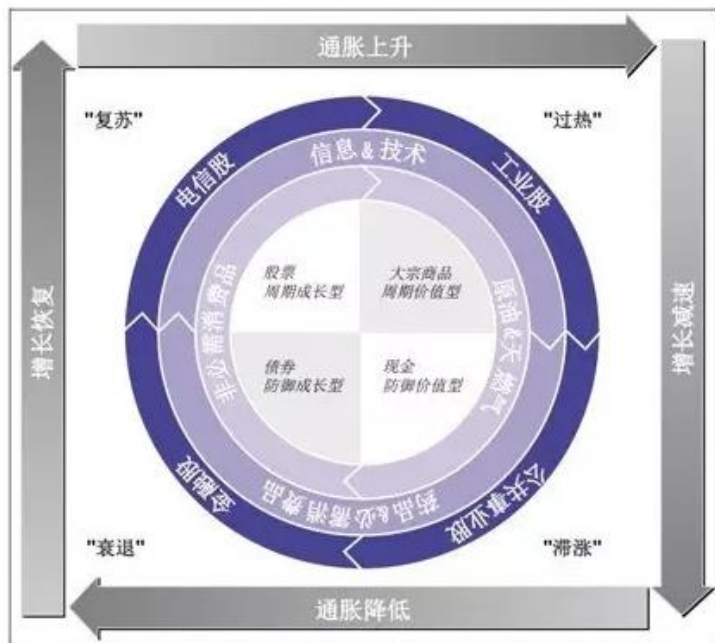 通胀上升
"复苏"
"过热"
电信股
信息&技术
工业股
增长恢复
非必需消费品
股票
周期成长型
大宗商品
周期价值型
原油&天燃气
增长减速
债券
防御成长型
现金
防御价值型
金融股
药品&必需消费品
公共事业股
"衰退"
"滞涨"
通胀降低